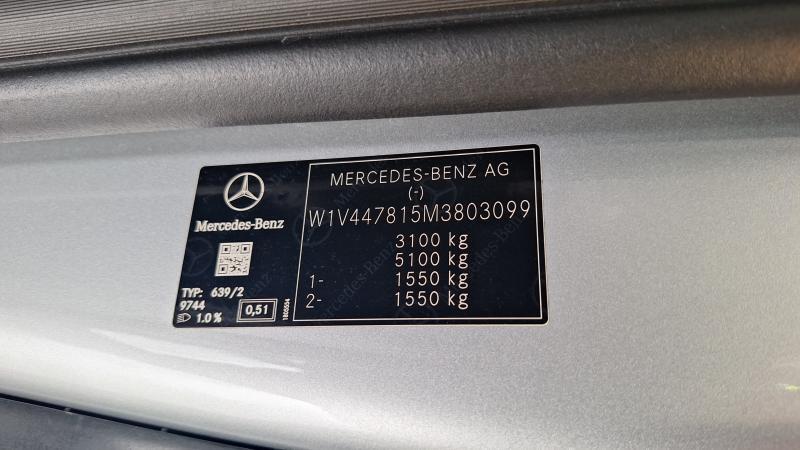 Mercedes-Benz
TYP: 639/2
9744
1.0 %
0,51
MERCEDES-BENZ AG
(-)
W1V447815M3803099
3100 kg
5100 kg
1- 1550 kg
2- 1550 kg